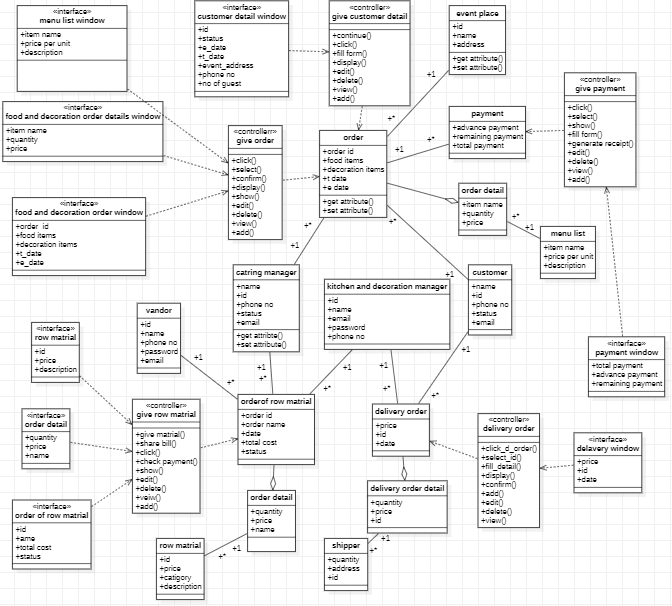 «interface»
menu list window
+item name
+price per unit
+description
«interface»
customer detail window
+id
+status
+e_date
+t_date
+event_address
+phone no
+no of guest
«controller»
give customer detail
+continue()
+click()
+fill form()
+display()
+edit()
+delete()
+view()
+add()
event place
+id
+name
+address
+get attribute()
+set attribute()
«controller»
give payment
+click()
+select()
+show()
+fill form()
+generate receipt()
+edit()
+delete()
+view()
+add()
«interface»
food and decoration order details window
+item name
+quantity
+price
«controllerr»
give order
+click()
+select()
+confirm()
+display()
+show()
+edit()
+delete()
+view()
+add()
order
+order id
+food items
+decoration items
+t date
+e date
+get attribute()
+set attribute()
payment
+advance payment
+remaining payment
+total payment
order detail
+item name
+quantity
+price
menu list
+item name
+price per unit
+description
«interface»
food and decoration order window
+order_id
+food items
+decoration items
+t_date
+e_date
+1
+*
+1
+*
+*
+1
+*
+1
+*
+1
catring manager
+name
+id
+phone no
+status
+email
+get attribte()
+set attribute()
kitchen and decoration manager
+id
+name
+email
+password
+phone no
customer
+name
+id
+phone no
+status
+email
vandor
+id
+name
+phone no
+password
+email
«interface»
row matrial
+id
+price
+description
«interface»
payment window
+total payment
+advance payment
+remaining payment
+1
+*
+1
+*
+1
+*
+1
+*
+1
+*
«interface»
order detail
+quantity
+price
+name
«controller»
give row matrial
+give matrial()
+share bill()
+click()
+check payment()
+show()
+edit()
+delete()
+veiw()
+add()
orderof row matrial
+order id
+order name
+date
+total cost
+status
delivery order
+price
+id
+date
«controller»
delivery order
+click_d_order()
+select_id()
+fill_detail()
+display()
+confirm()
+add()
+edit()
+delete()
+view()
«interface»
delavery window
+price
+id
+date
«interface»
order of row matrial
+id
+ame
+total cost
+status
order detail
+quantity
+price
+name
delivery order detail
+quantity
+price
+id
row matrial
+id
+price
+catigory
+description
+1
+*
shipper
+quantity
+address
+id
+1
+*